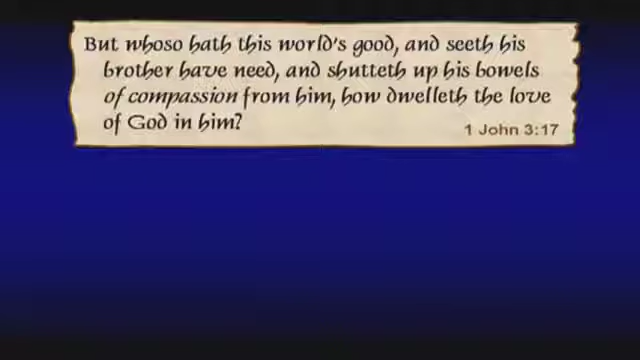 But whoso hath this world's good, and seeth his
brother have need, and shutteth up his bowels
of compassion from him, how dwelleth the love
of God in him?
1 John 3:17